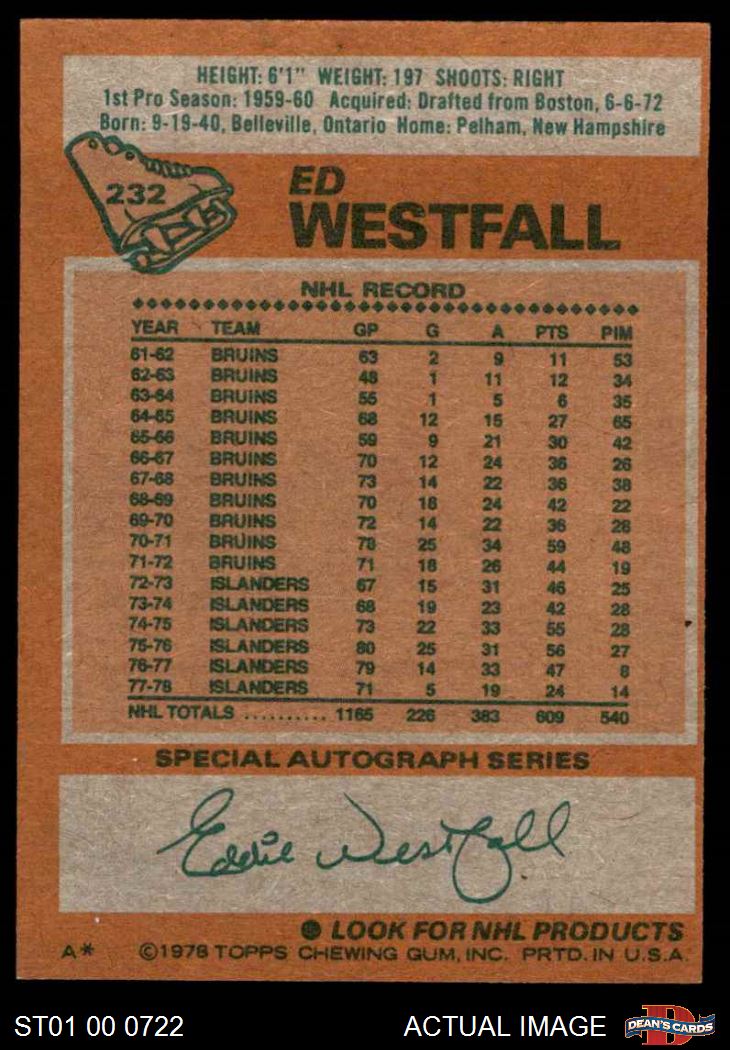 HEIGHT: 6'1" WEIGHT: 197 SHOOTS: RIGHT
1st Pro Season: 1959-60 Acquired: Drafted from Boston, 6-6-72
Born: 9-19-40, Belleville, Ontario Home: Pelham, New Hampshire
232
ED
WESTFALL
NHL RECORD
YEAR TEAM GP G A PTS PIM
61-62 BRUINS 63 2 9 11 53
62-63 BRUINS 48 1 11 12 34
63-64 BRUINS 55 1 5 6 35
64-65 BRUINS 68 12 15 27 65
65-66 BRUINS 59 9 21 30 42
66-67 BRUINS 70 12 24 36 26
67-68 BRUINS 73 14 22 36 38
68-69 BRUINS 70 18 24 42 22
69-70 BRUINS 72 14 22 36 28
70-71 BRUINS 78 25 34 59 48
71-72 BRUINS 71 18 26 44 19
72-73 ISLANDERS 67 15 31 46 25
73-74 ISLANDERS 68 19 23 42 28
74-75 ISLANDERS 73 22 33 55 28
75-76 ISLANDERS 80 25 31 56 27
76-77 ISLANDERS 79 14 33 47 8
77-78 ISLANDERS 71 5 19 24 14
NHL TOTALS .......... 1165 226 383 609 540
SPECIAL AUTOGRAPH SERIES
Eddie Westfall
LOOK FOR NHL PRODUCTS
A* ©1978 TOPPS CHEWING GUM, INC. PRTD. IN U.S.A.
ST01 00 0722 ACTUAL IMAGE D DEAN'S CARDS